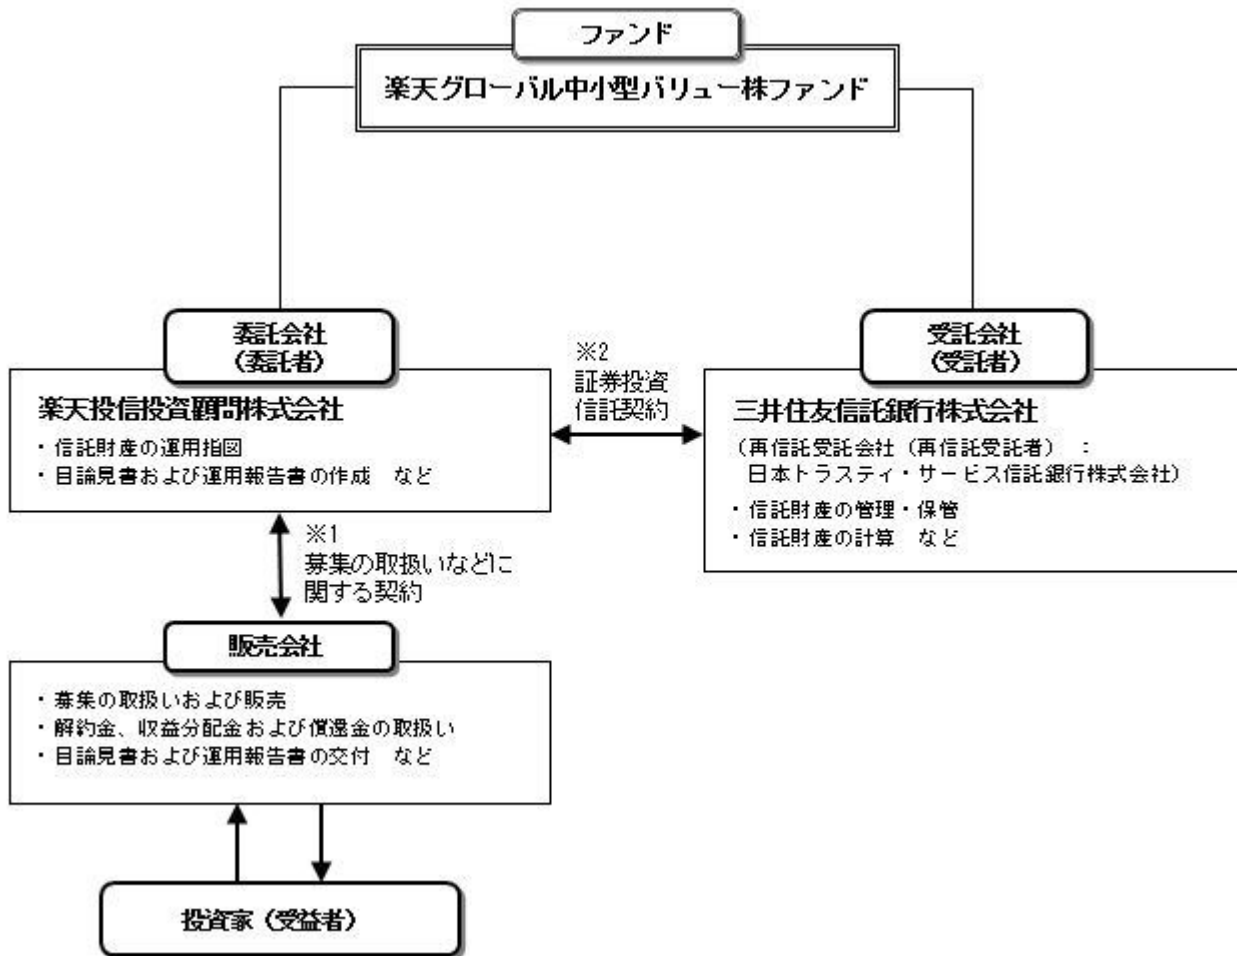 ファンド
楽天グローバル中小型バリュー株ファンド
委託会社
(委託者)
楽天投信投資顧問株式会社
・信託財産の運用指図
・目論見書および運用報告書の作成　など
※2
証券投資
信託契約
受託会社
(受託者)
三井住友信託銀行株式会社
(再信託受託会社(再信託受託者)　：
日本トラスティ・サービス信託銀行株式会社)
・信託財産の管理・保管
・信託財産の計算　など
※1
募集の取扱いなどに
関する契約
販売会社
・募集の取扱いおよび販売
・解約金、収益分配金および償還金の取扱い
・目論見書および運用報告書の交付　など
投資家(受益者)